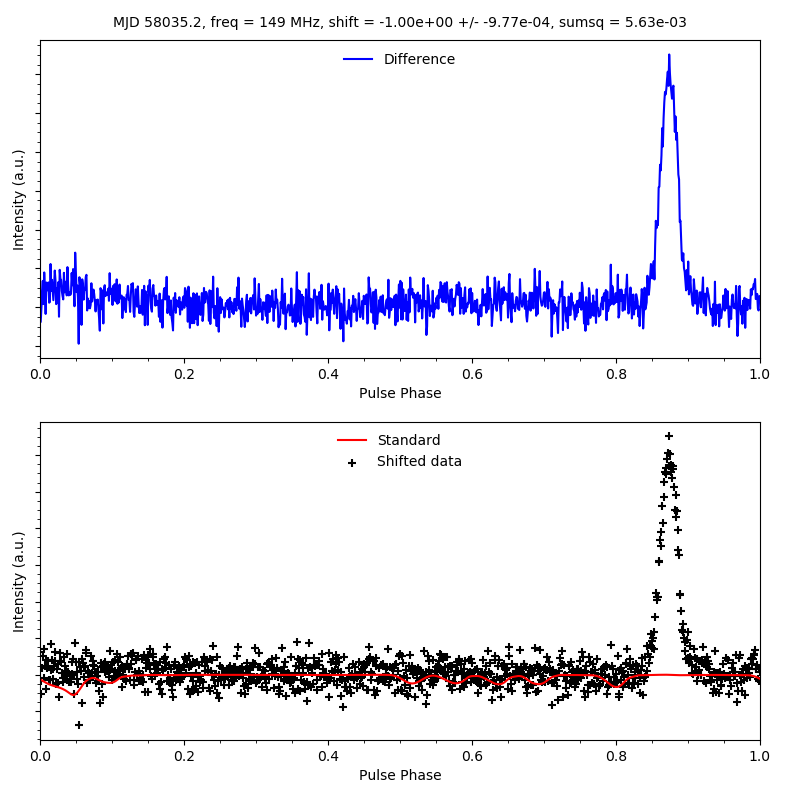 MJD 58035.2, freq = 149 MHz, shift = -1.00e+00 +/- -9.77e-04, sumsq = 5.63e-03
Difference
Intensity (a.u.)
0.0 0.2 0.4 0.6 0.8 1.0
Pulse Phase
Standard
Shifted data
Intensity (a.u.)
0.0 0.2 0.4 0.6 0.8 1.0
Pulse Phase